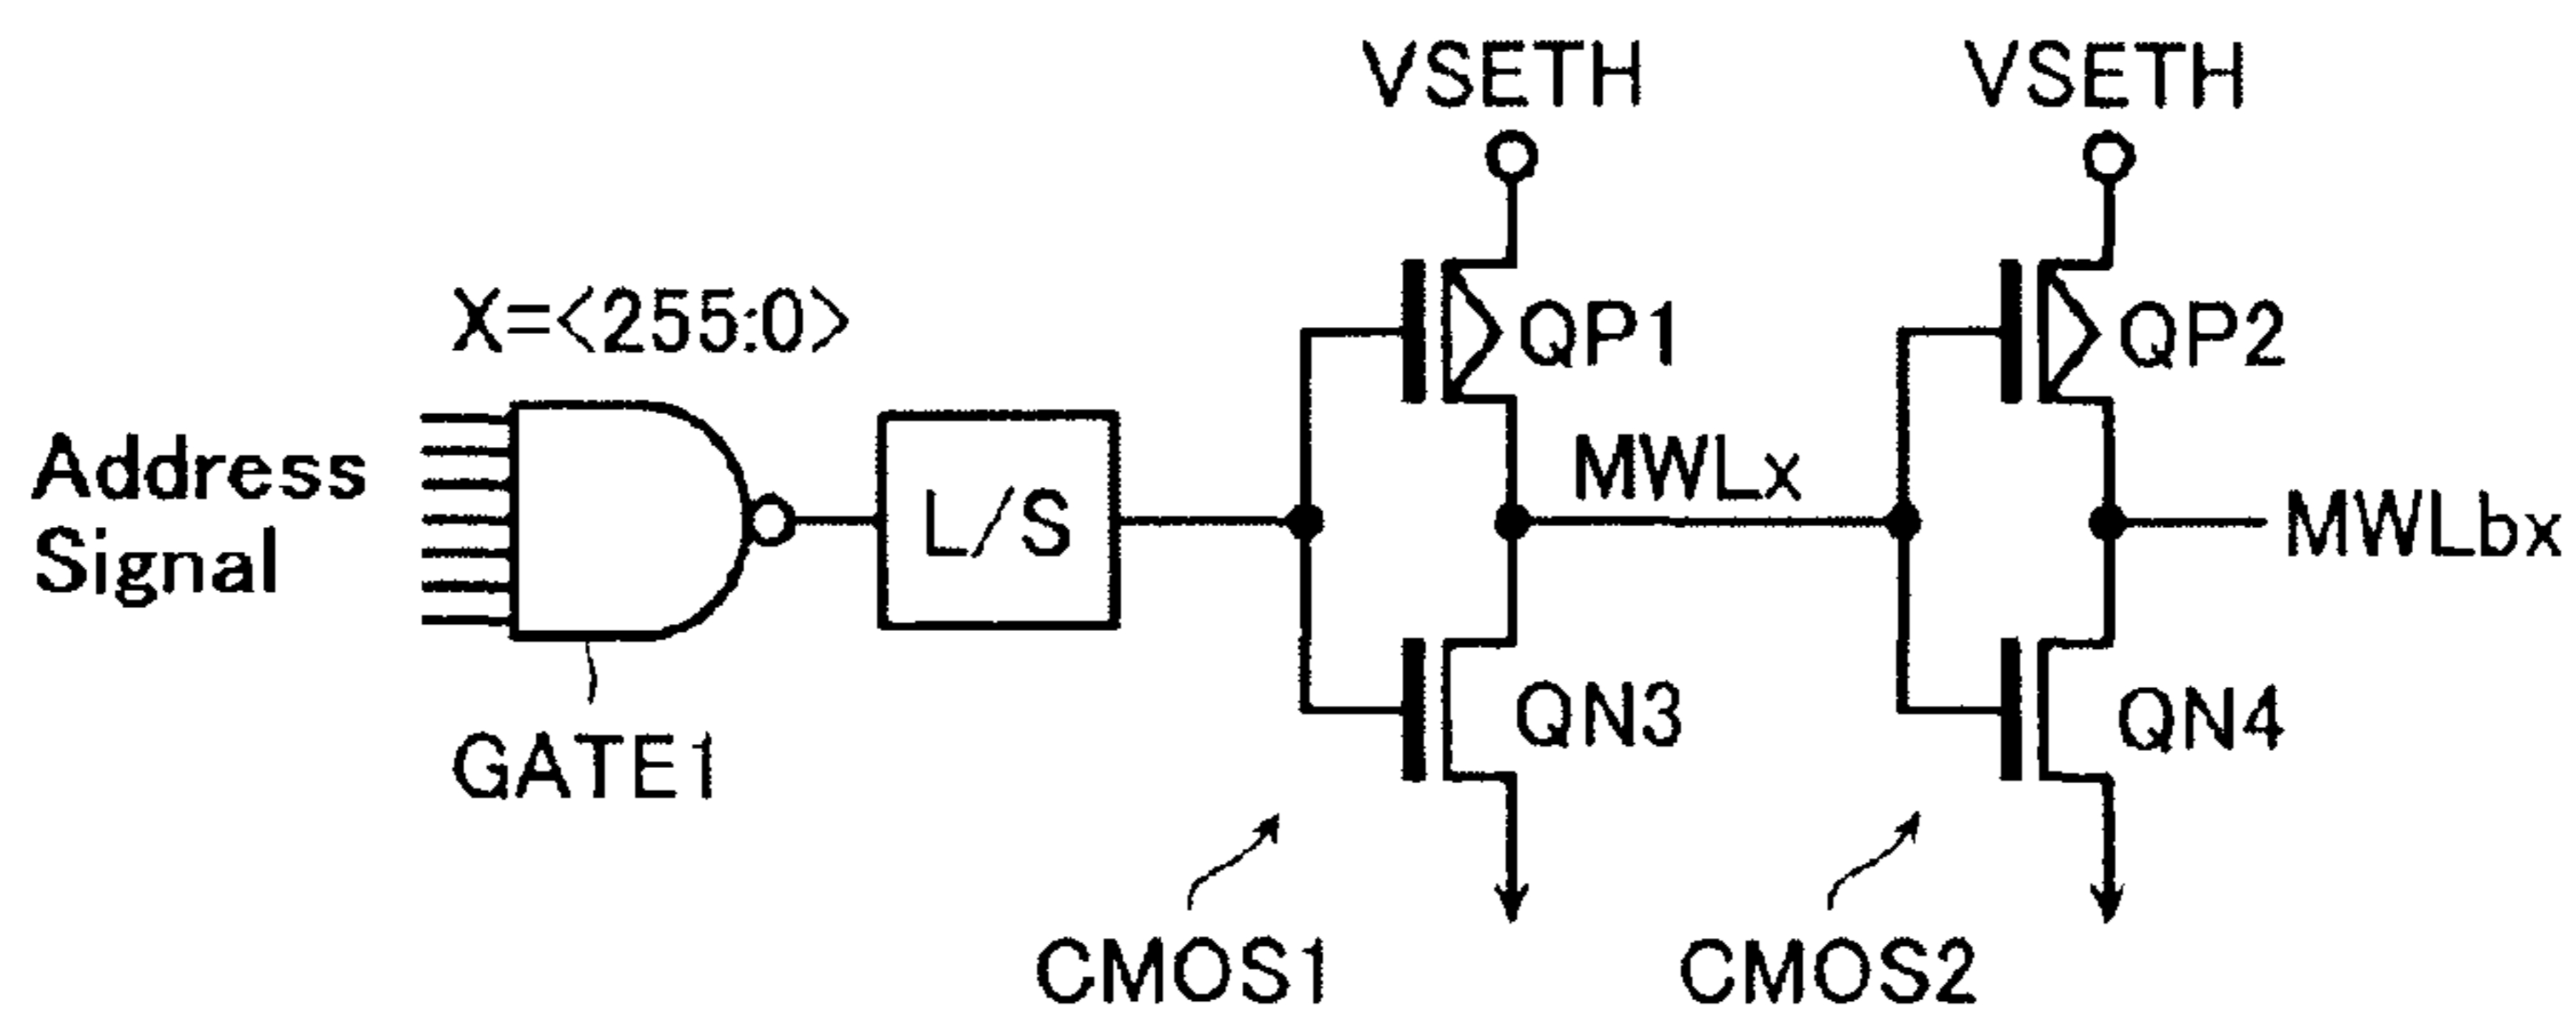 VSETH VSETH
X=<255:0>
QP1 QP2
Address
Signal
L/S
MWLx
MWLbx
GATE1
QN3 QN4
CMOS1 CMOS2